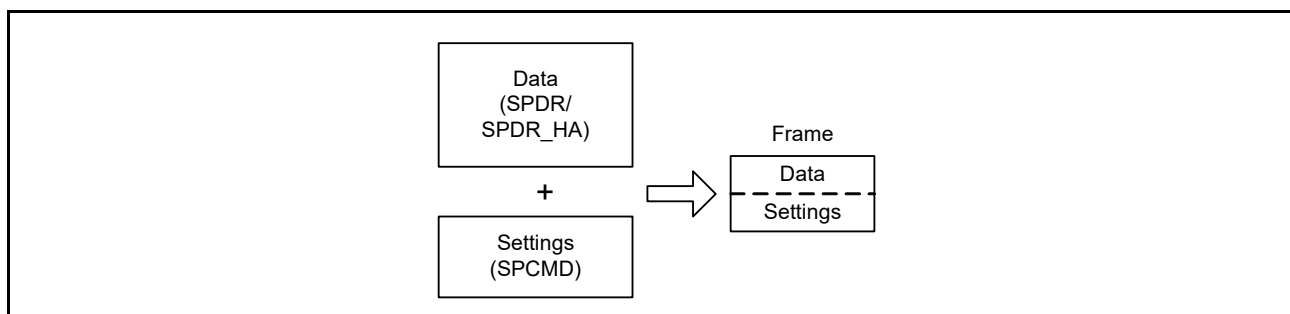 Data
(SPDR/
SPDR_HA)
+
Settings
(SPCMD)
Frame
Data
Settings